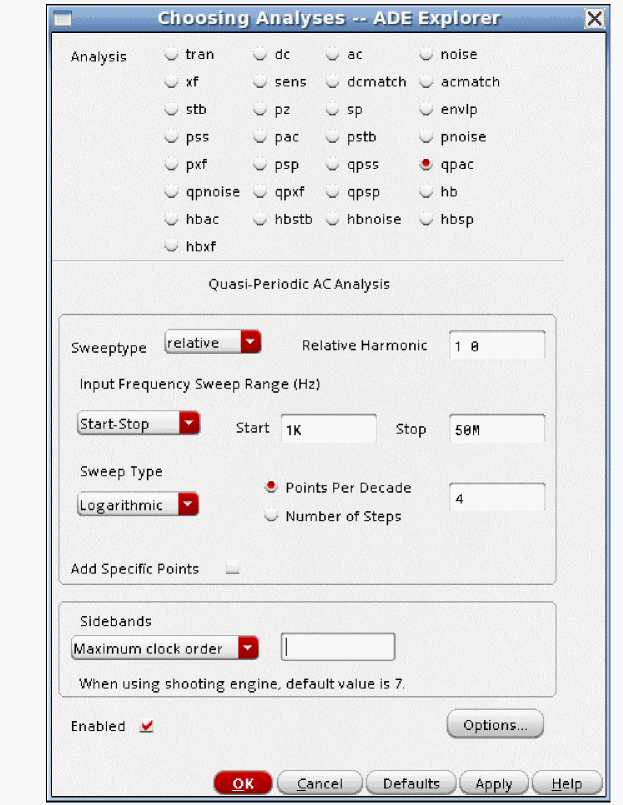 Choosing Analyses -- ADE Explorer
Analysis tran dc ac noise
xf sens dcmatch acmatch
stb pz sp envlp
pss pac pstb pnoise
pxf psp qpss qpac
qpnoise qpxf qpsp hb
hbac hbstb hbnoise hbsp
hbxf
Quasi-Periodic AC Analysis
Sweeptype relative Relative Harmonic 1 0
Input Frequency Sweep Range (Hz)
Start-Stop Start 1K Stop 50M
Sweep Type
Logarithmic Points Per Decade 4
Number of Steps
Add Specific Points
Sidebands
Maximum clock order
When using shooting engine, default value is 7.
Enabled Options...
OK Cancel Defaults Apply Help